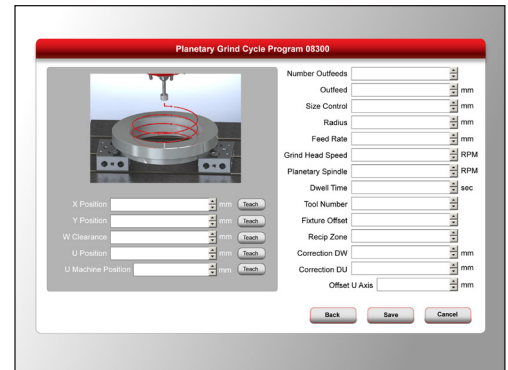 Planetary Grind Cycle Program 08300
X Position mm Teach
Y Position mm Teach
W Clearance mm Teach
U Position mm Teach
U Machine Position mm Teach
Number Outfeeds
Outfeed mm
Size Control mm
Radius mm
Feed Rate mm
Grind Head Speed RPM
Planetary Spindle RPM
Dwell Time sec
Tool Number
Fixture Offset
Recip Zone
Correction DW mm
Correction DU mm
Offset U Axis mm
Back Save Cancel